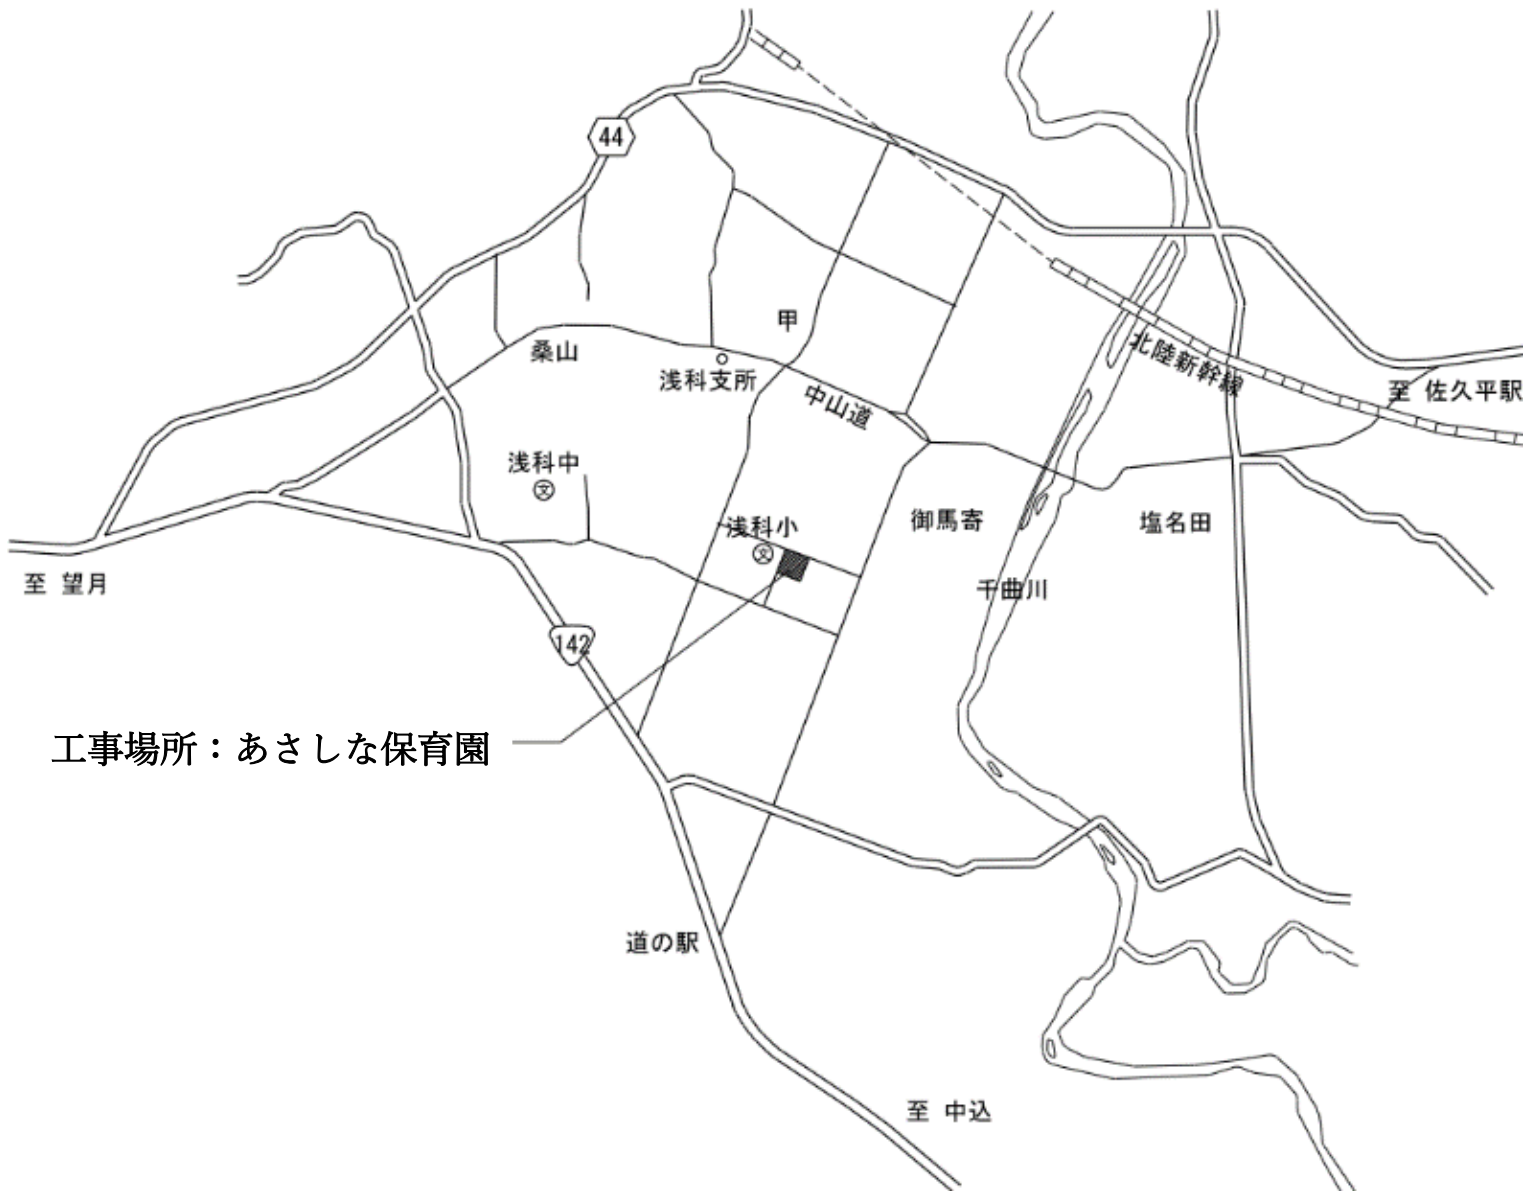 44
甲
桑山
浅科支所
中山道
北陸新幹線
至 佐久平駅
浅科中
文
浅科小
文
御馬寄
塩名田
至 望月
千曲川
142
工事場所：あさしな保育園
道の駅
至 中込